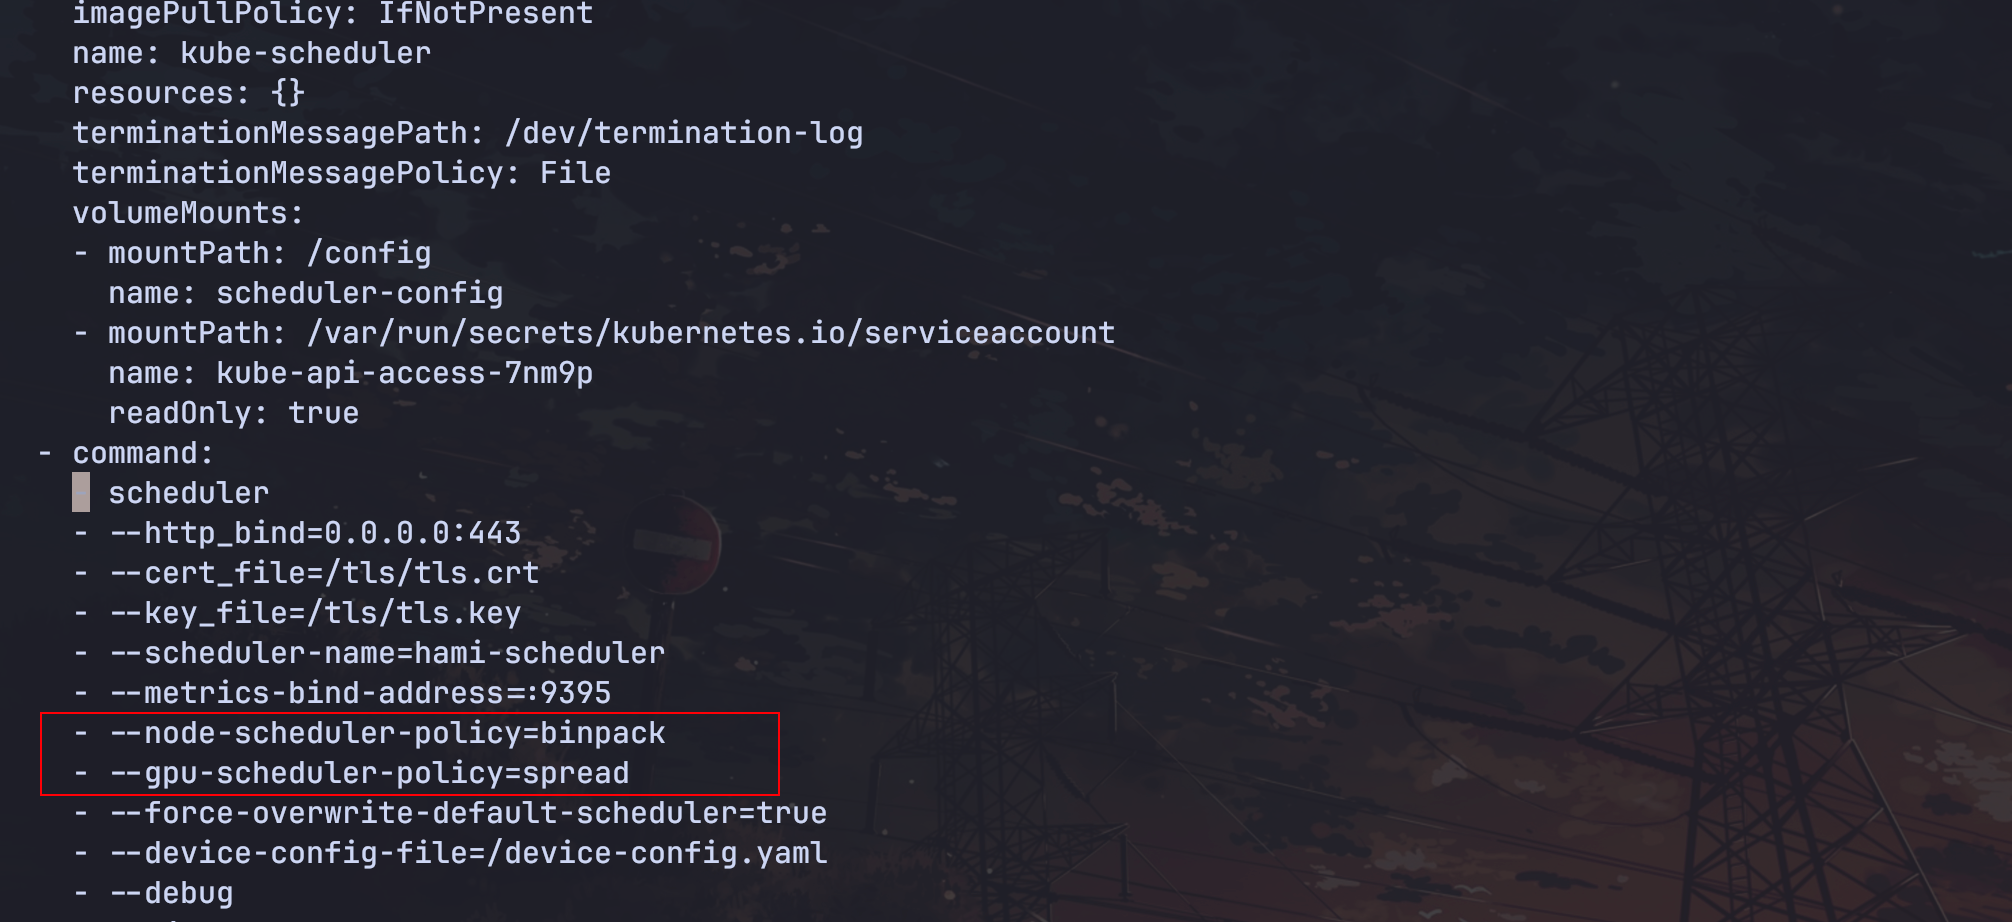 imagePullPolicy: IfNotPresent
name: kube-scheduler
resources: {}
terminationMessagePath: /dev/termination-log
terminationMessagePolicy: File
volumeMounts:
- mountPath: /config
name: scheduler-config
- mountPath: /var/run/secrets/kubernetes.io/serviceaccount
name: kube-api-access-7nm9p
readOnly: true
- command:
- scheduler
- --http_bind=0.0.0.0:443
- --cert_file=/tls/tls.crt
- --key_file=/tls/tls.key
- --scheduler-name=hami-scheduler
- --metrics-bind-address=:9395
- --node-scheduler-policy=binpack
- --gpu-scheduler-policy=spread
- --force-overwrite-default-scheduler=true
- --device-config-file=/device-config.yaml
- --debug